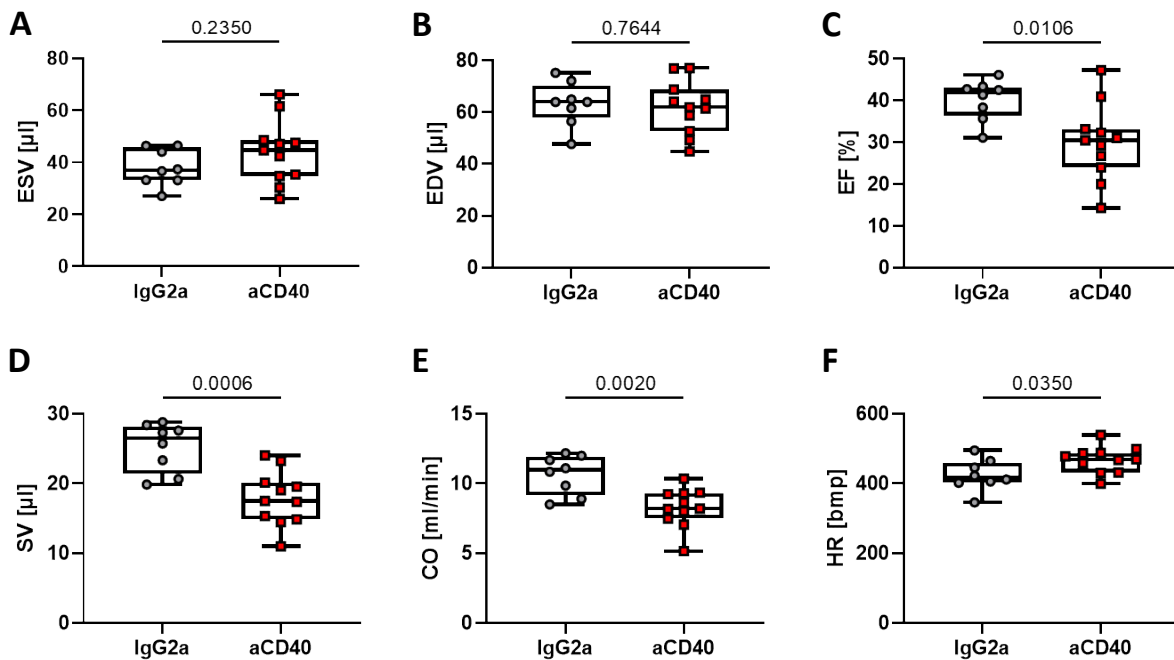 A
0.2350
ESV [µl]
80
60
40
20
0
IgG2a
aCD40
B
0.7644
EDV [µl]
80
60
40
20
0
IgG2a
aCD40
C
0.0106
EF [%]
50
40
30
20
10
0
IgG2a
aCD40
D
0.0006
SV [µl]
30
20
10
0
IgG2a
aCD40
E
0.0020
CO [ml/min]
15
10
5
0
IgG2a
aCD40
F
0.0350
HR [bmp]
600
400
200
0
IgG2a
aCD40